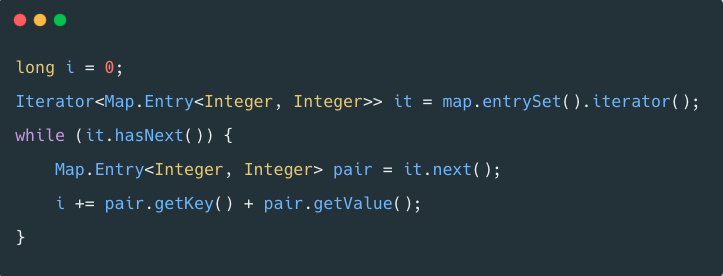 long i = 0;
Iterator<Map.Entry<Integer, Integer>> it = map.entrySet().iterator();
while (it.hasNext()) {
    Map.Entry<Integer, Integer> pair = it.next();
    i += pair.getKey() + pair.getValue();
}